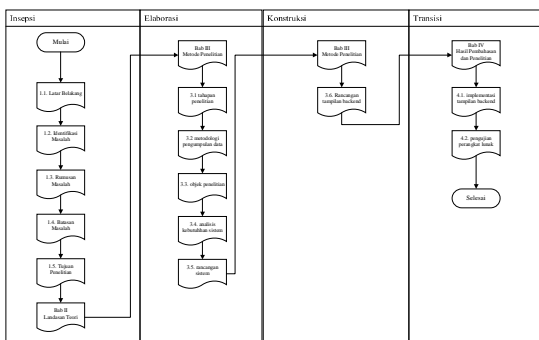 Insepsi
Mulai
1.1. Latar Belakang
1.2. Identifikasi
Masalah
1.3. Rumusan
Masalah
1.4. Batasan
Masalah
1.5. Tujuan
Penelitian
Bab II
Landasan Teori
Elaborasi
Bab III
Metode Penelitian
3.1 tahapan
penelitian
3.2 metodologi
pengumpulan data
3.3. objek penelitian
3.4. analisis
kebutuhan sistem
3.5. rancangan
sistem
Konstruksi
Bab III
Metode Penelitian
3.6. Rancangan
tampilan backend
Transisi
Bab IV
Hasil Pembahasan
dan Penelitian
4.1. implementasi
tampilan backend
4.2. pengujian
perangkat lunak
Selesai